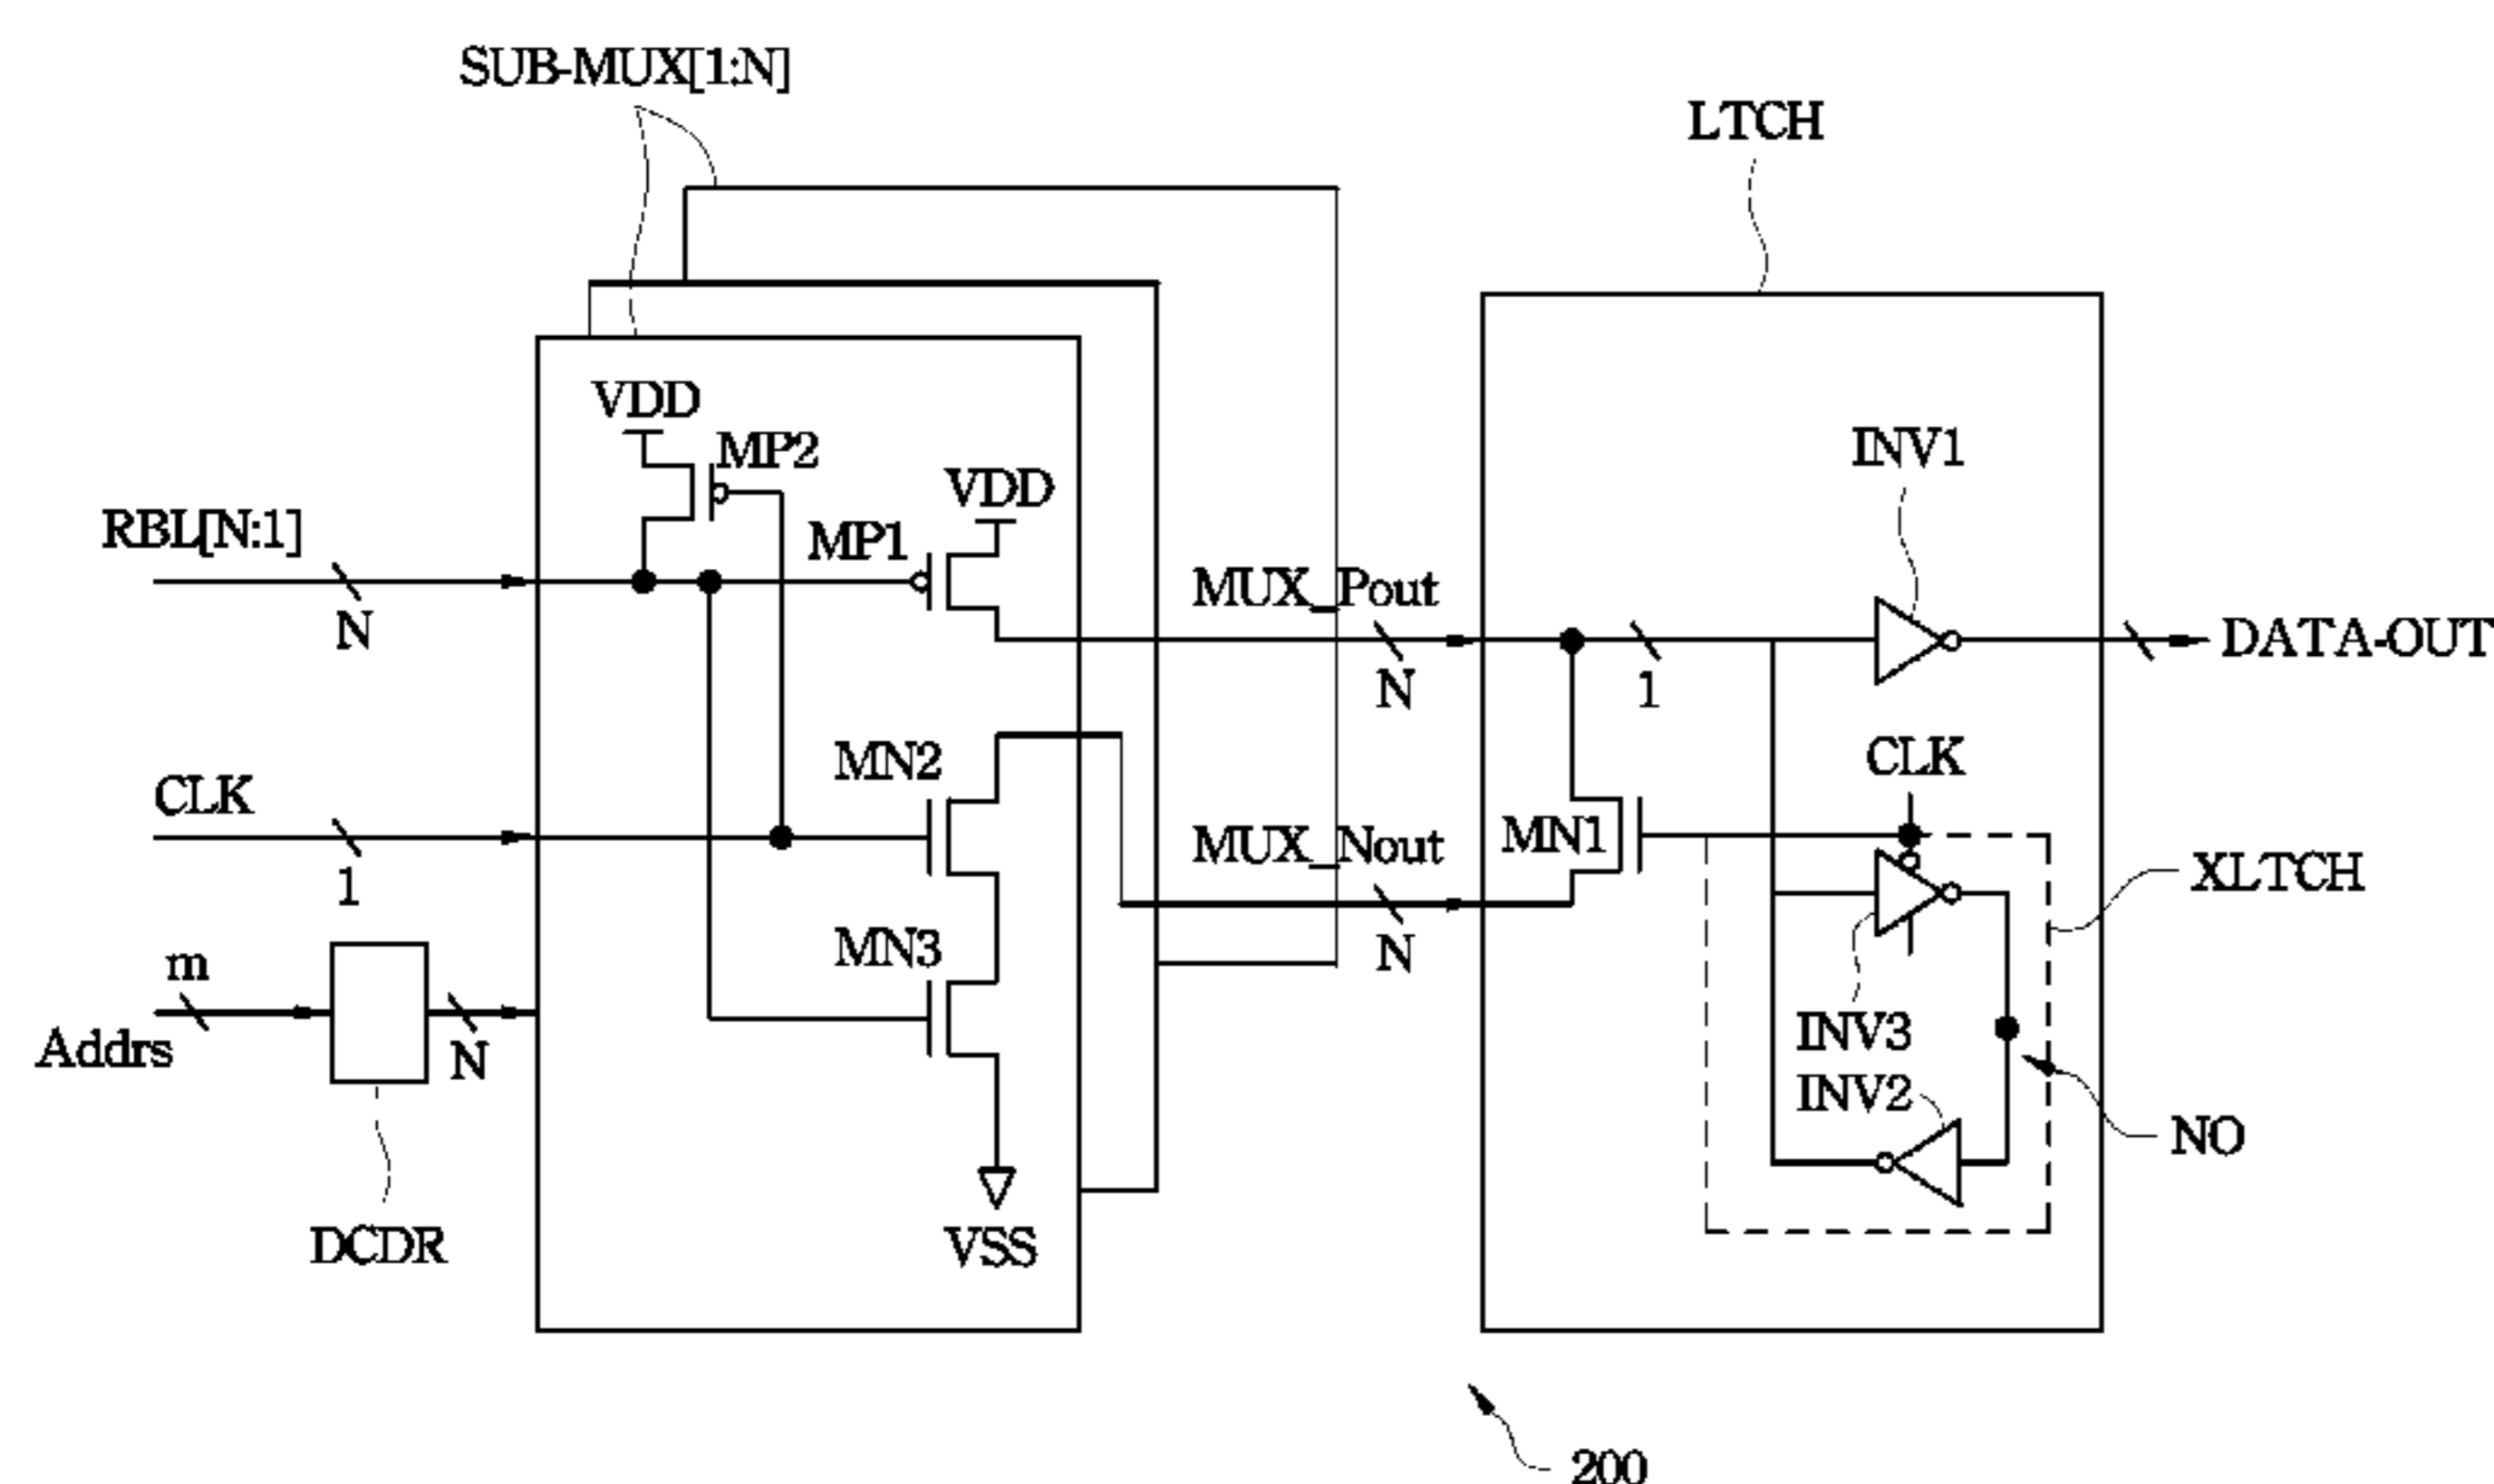 SUB-MUX[1:N]
LTCH
VDD
MP2
INV1
VDD
RBL[N:1]
MP1
MUX_Pout
N
DATA-OUT
N
1
MN2
CLK
CLK
MUX_Nout
MN1
XLTCH
1
MN3
N
m
INV3
Addrs
N
INV2
NO
DCDR
VSS
200